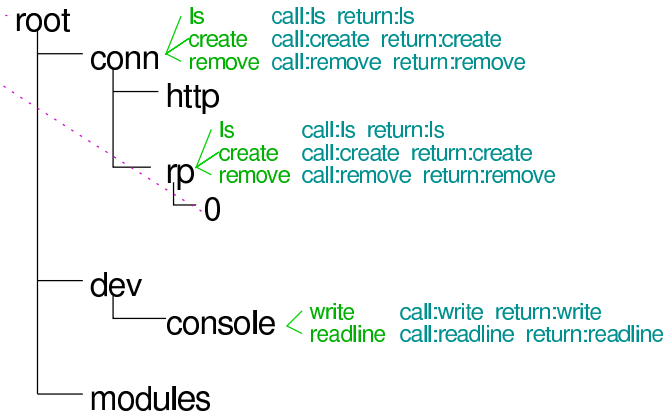 root
ls call:ls return:ls
create call:create return:create
conn
remove call:remove return:remove
http
ls call:ls return:ls
create call:create return:create
rp
remove call:remove return:remove
0
dev
write call:write return:write
console
readline call:readline return:readline
modules